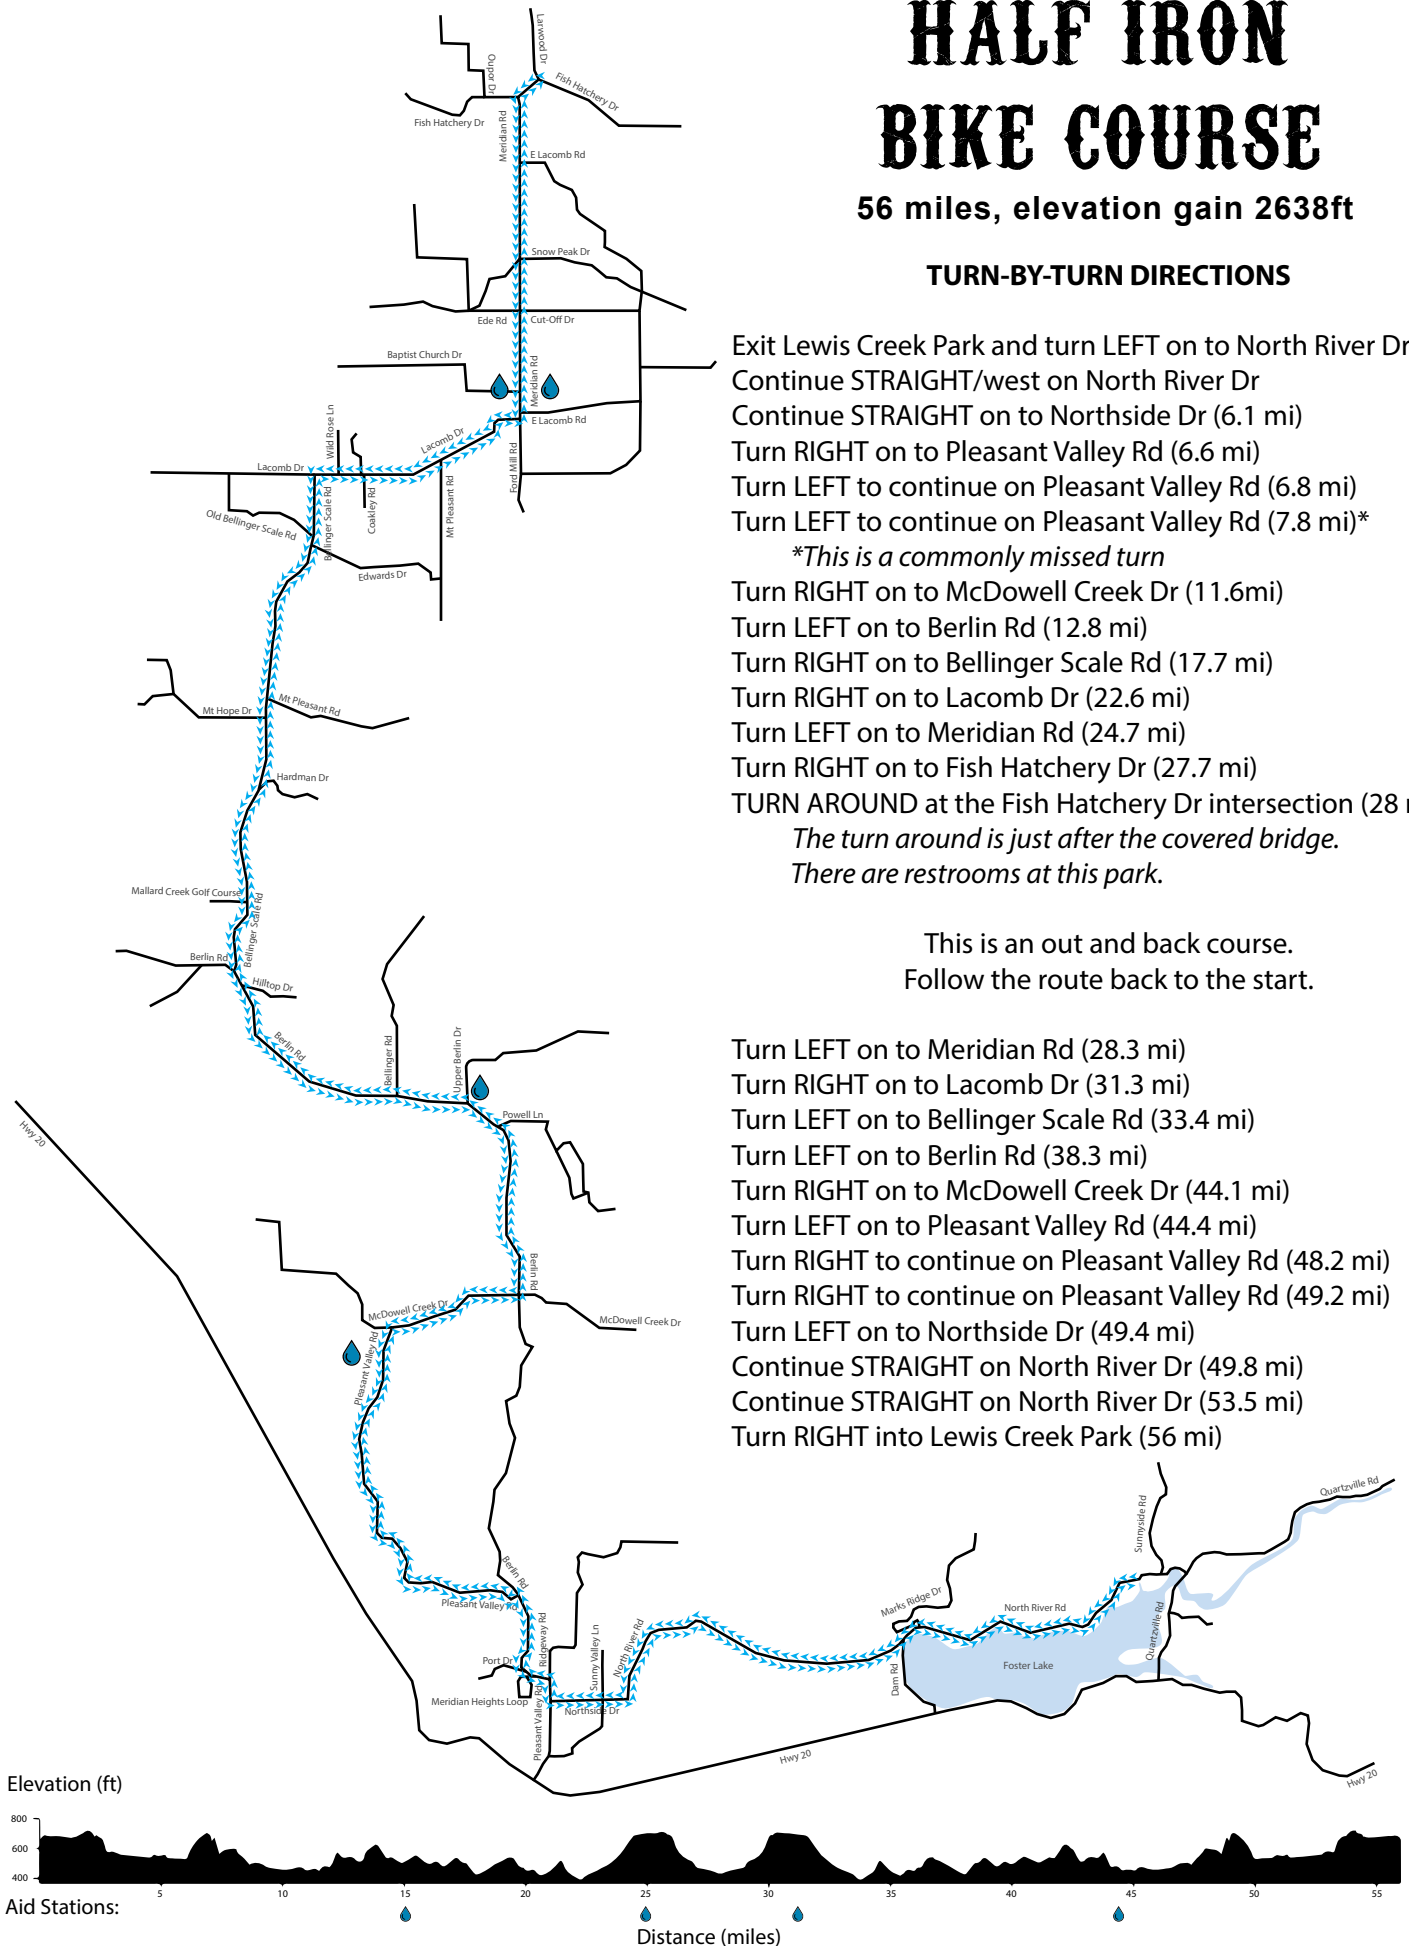 HALF IRON
BIKE COURSE
56 miles, elevation gain 2638ft
TURN-BY-TURN DIRECTIONS
Exit Lewis Creek Park and turn LEFT on to North River Dr
Continue STRAIGHT/west on North River Dr
Continue STRAIGHT on to Northside Dr (6.1 mi)
Turn RIGHT on to Pleasant Valley Rd (6.6 mi)
Turn LEFT to continue on Pleasant Valley Rd (6.8 mi)
Turn LEFT to continue on Pleasant Valley Rd (7.8 mi)*
*This is a commonly missed turn
Turn RIGHT on to McDowell Creek Dr (11.6mi)
Turn LEFT on to Berlin Rd (12.8 mi)
Turn RIGHT on to Bellinger Scale Rd (17.7 mi)
Turn RIGHT on to Lacomb Dr (22.6 mi)
Turn LEFT on to Meridian Rd (24.7 mi)
Turn RIGHT on to Fish Hatchery Dr (27.7 mi)
TURN AROUND at the Fish Hatchery Dr intersection (28
The turn around is just after the covered bridge.
There are restrooms at this park.
This is an out and back course.
Follow the route back to the start.
Turn LEFT on to Meridian Rd (28.3 mi)
Turn RIGHT on to Lacomb Dr (31.3 mi)
Turn LEFT on to Bellinger Scale Rd (33.4 mi)
Turn LEFT on to Berlin Rd (38.3 mi)
Turn RIGHT on to McDowell Creek Dr (44.1 mi)
Turn LEFT on to Pleasant Valley Rd (44.4 mi)
Turn RIGHT to continue on Pleasant Valley Rd (48.2 mi)
Turn RIGHT to continue on Pleasant Valley Rd (49.2 mi)
Turn LEFT on to Northside Dr (49.4 mi)
Continue STRAIGHT on North River Dr (49.8 mi)
Continue STRAIGHT on North River Dr (53.5 mi)
Turn RIGHT into Lewis Creek Park (56 mi)
Larwood Dr
Oupor Dr
Fish Hatchery Dr
Fish Hatchery Dr
Meridian Rd
E Lacomb Rd
Snow Peak Dr
Ede Rd
Cut-Off Dr
Baptist Church Dr
Meridian Rd
E Lacomb Rd
Wild Rose Ln
Lacomb Dr
Lacomb Dr
Ford Mill Rd
Bellinger Scale Rd
Coakley Rd
Mt Pleasant Rd
Old Bellinger Scale Rd
Edwards Dr
Mt Pleasant Rd
Mt Hope Dr
Hardman Dr
Mallard Creek Golf Course
Bellinger Scale Rd
Berlin Rd
Hilltop Dr
Berlin Rd
Bellinger Rd
Upper Berlin Dr
Powell Ln
Hwy 20
Berlin Rd
McDowell Creek Dr
McDowell Creek Dr
Pleasant Valley Rd
Berlin Rd
Pleasant Valley Rd
Ridgeway Rd
Port Dr
Meridian Heights Loop
Pleasant Valley Rd
Sunny Valley Ln
Northside Dr
North River Rd
Marks Ridge Dr
North River Rd
Dam Rd
Foster Lake
Sunnyside Rd
Quartzville Rd
Quartzville Rd
Hwy 20
Hwy 20
Elevation (ft)
800
600
400
5 10 15 20 25 30 35 40 45 50 55
Aid Stations:
Distance (miles)